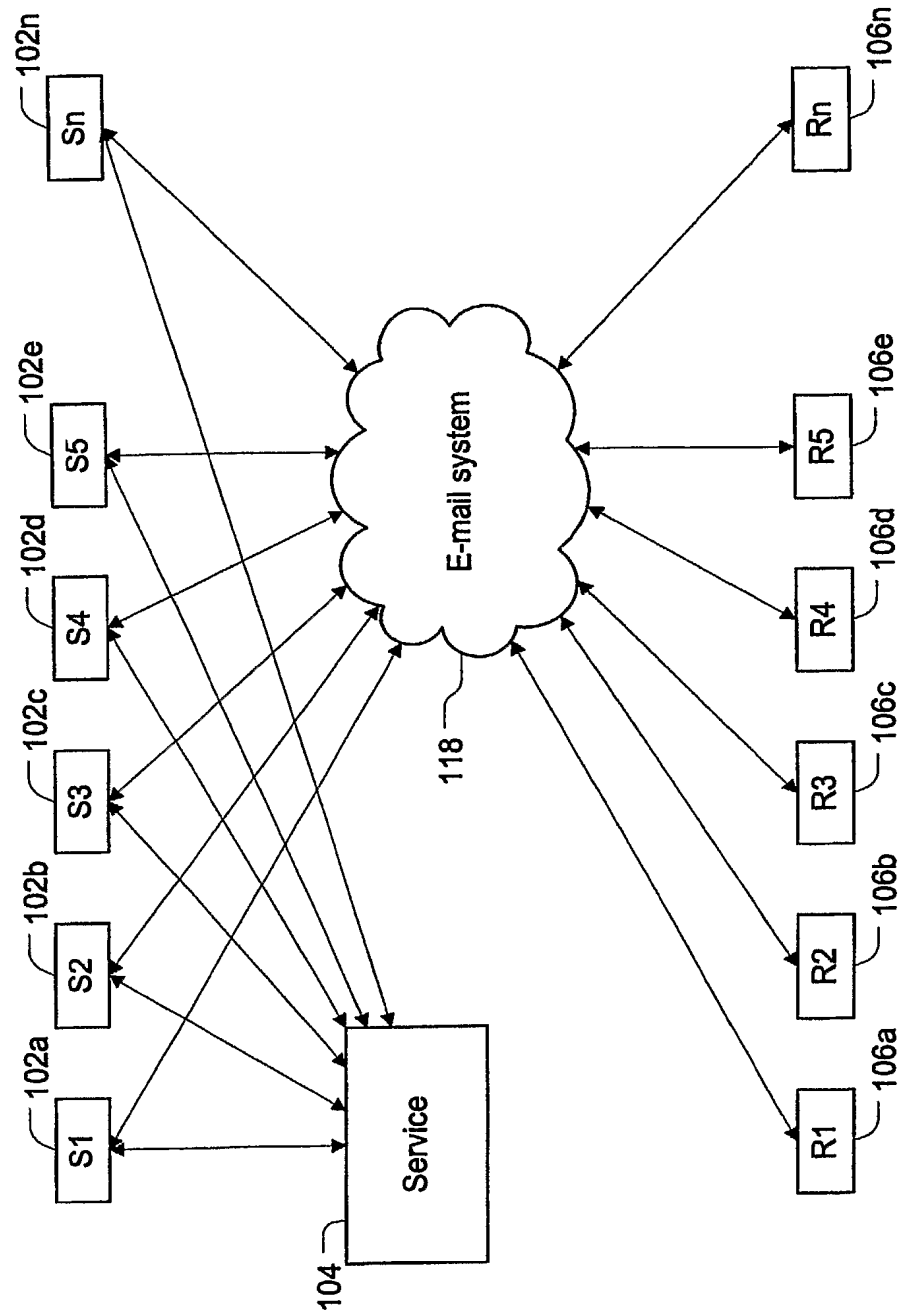 102a
102b
102c
102d
102e
102n
S1
S2
S3
S4
S5
Sn
104
Service
E-mail system
118
R1
R2
R3
R4
R5
Rn
106a
106b
106c
106d
106e
106n